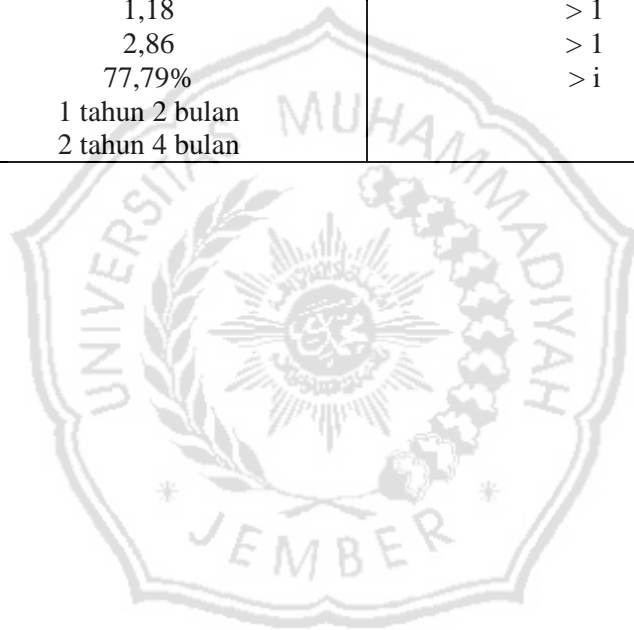 1,18 > 1
2,86 > 1
77,79% > i
1 tahun 2 bulan
2 tahun 4 bulan
UNIVERSITAS MUHAMMADIYAH
JEMBER